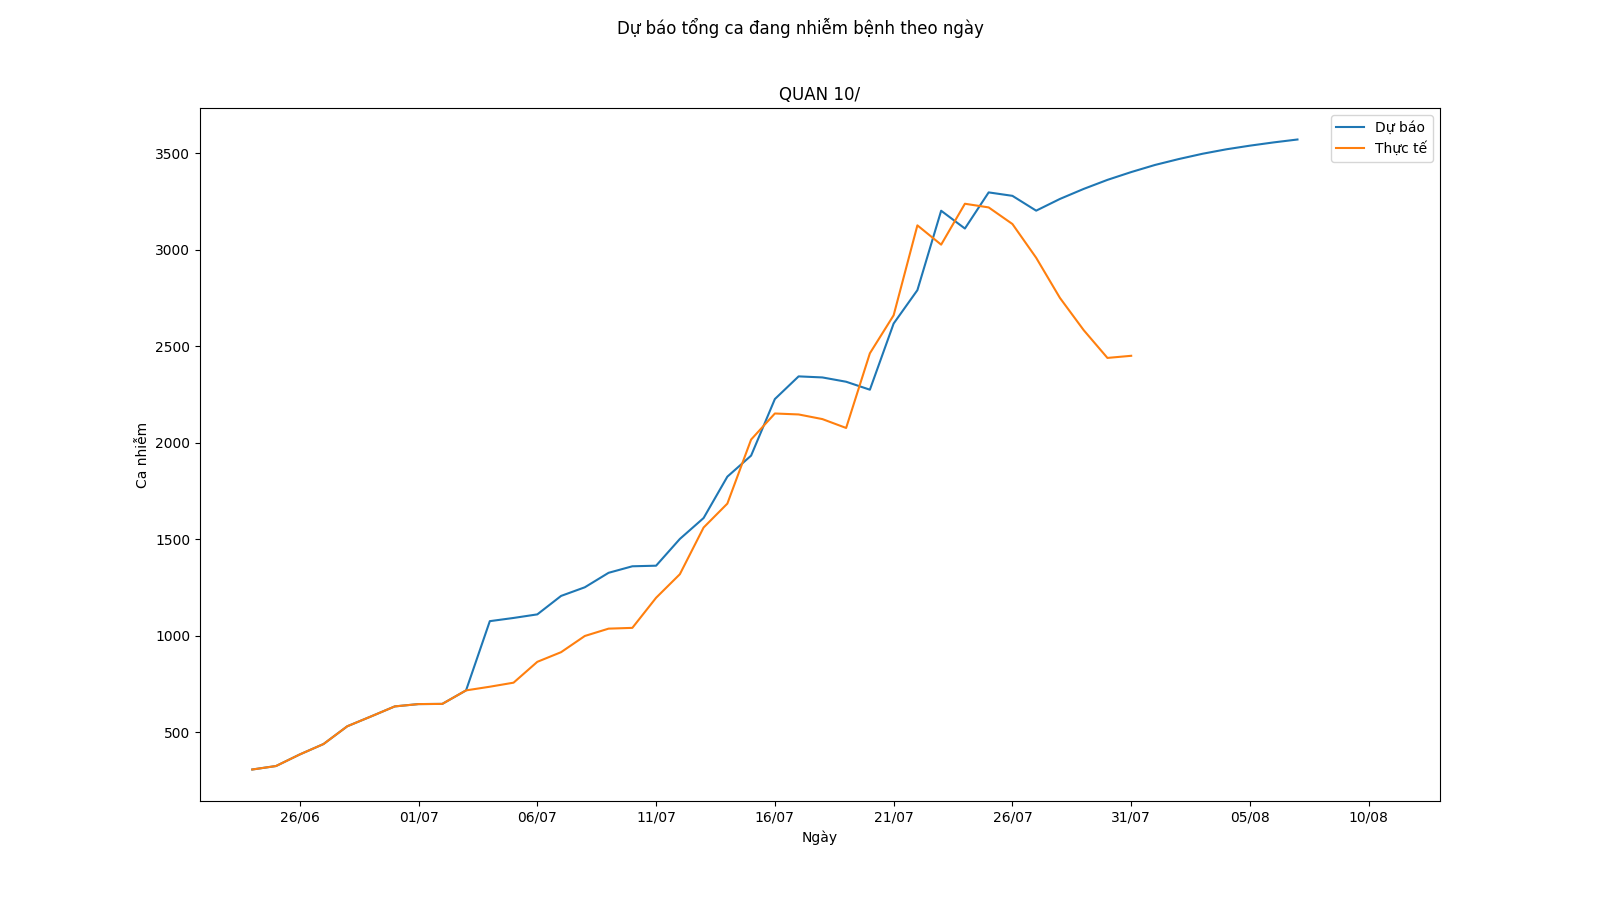 Dự báo tổng ca đang nhiễm bệnh theo ngày
QUAN 10/
Dự báo
Thực tế
3500
3000
2500
2000
1500
1000
500
Ca nhiễm
26/06
01/07
06/07
11/07
16/07
21/07
26/07
31/07
05/08
10/08
Ngày